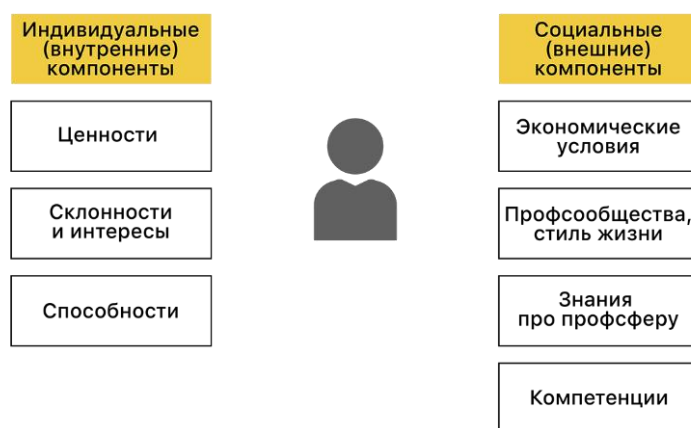 Индивидуальные
(внутренние)
компоненты
Ценности
Склонности
и интересы
Способности
Социальные
(внешние)
компоненты
Экономические
условия
Профсообщества,
стиль жизни
Знания
про профсферу
Компетенции